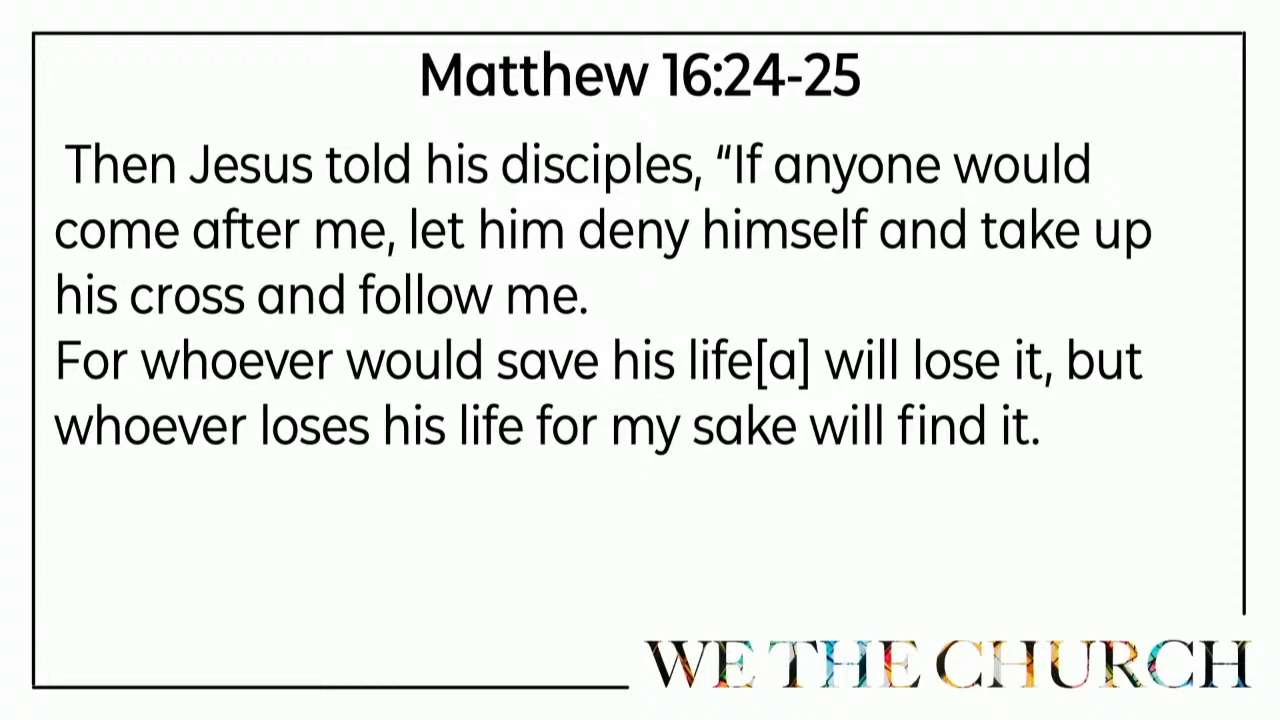 Matthew 16:24-25
Then Jesus told his disciples, “If anyone would
come after me, let him deny himself and take up
his cross and follow me.
For whoever would save his life[a] will lose it, but
whoever loses his life for my sake will find it.
WE THE CHURCH